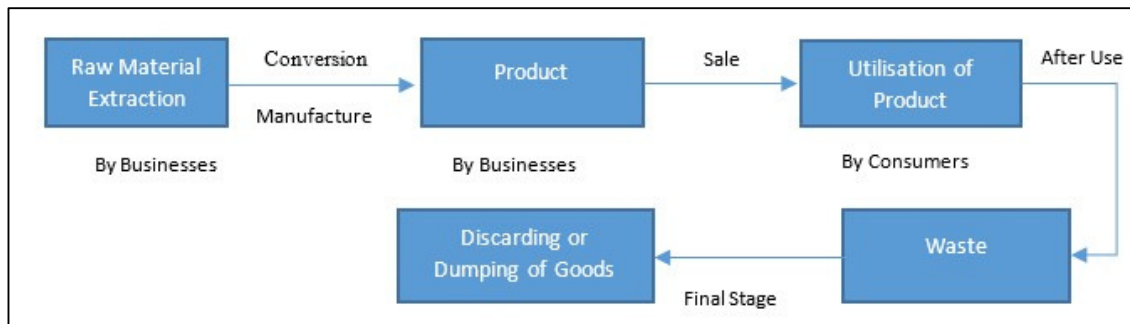 Raw Material
Extraction
Conversion
Manufacture
Product
Sale
Utilisation of
Product
After Use
By Businesses
By Businesses
By Consumers
Waste
Final Stage
Discarding or
Dumping of Goods